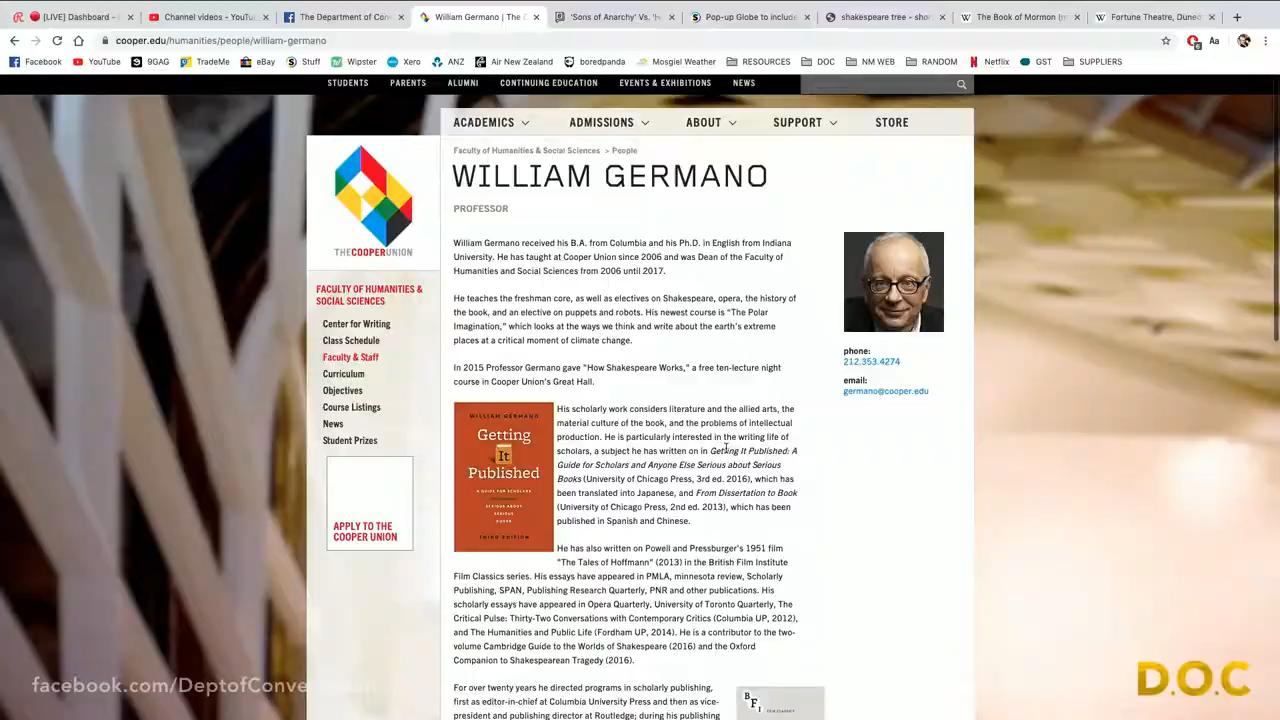 [LIVE] Dashboard
Channel videos - YouTu
The Department of Con
William Germano | The C
'Sons of Anarchy' Vs. 'H
Pop-up Globe to include
shakespeare tree - shor
The Book of Mormon (m
Fortune Theatre, Duned
cooper.edu/humanities/people/william-germano
Facebook
YouTube
9GAG
TradeMe
eBay
Stuff
Wipster
Xero
ANZ
Air New Zealand
boredpanda
Mosgiel Weather
RESOURCES
DOC
NM WEB
RANDOM
Netflix
GST
SUPPLIERS
STUDENTS PARENTS ALUMNI CONTINUING EDUCATION EVENTS & EXHIBITIONS NEWS
ACADEMICS ADMISSIONS ABOUT SUPPORT STORE
THECOOPERUNION
FACULTY OF HUMANITIES &
SOCIAL SCIENCES
Center for Writing
Class Schedule
Faculty & Staff
Curriculum
Objectives
Course Listings
News
Student Prizes
APPLY TO THE
COOPER UNION
Faculty of Humanities & Social Sciences > People
WILLIAM GERMANO
PROFESSOR
William Germano received his B.A. from Columbia and his Ph.D. in English from Indiana
University. He has taught at Cooper Union since 2006 and was Dean of the Faculty of
Humanities and Social Sciences from 2006 until 2017.
He teaches the freshman core, as well as electives on Shakespeare, opera, the history of
the book, and an elective on puppets and robots. His newest course is "The Polar
Imagination," which looks at the ways we think and write about the earth's extreme
places at a critical moment of climate change.
In 2015 Professor Germano gave "How Shakespeare Works," a free ten-lecture night
course in Cooper Union's Great Hall.
WILLIAM GERMANO
Getting
It
Published
A GUIDE FOR SCHOLARS
SERIOUS ABOUT
SERIOUS
BOOKS
THIRD EDITION
His scholarly work considers literature and the allied arts, the
material culture of the book, and the problems of intellectual
production. He is particularly interested in the writing life of
scholars, a subject he has written on in Getting It Published: A
Guide for Scholars and Anyone Else Serious about Serious
Books (University of Chicago Press, 3rd ed. 2016), which has
been translated into Japanese, and From Dissertation to Book
(University of Chicago Press, 2nd ed. 2013), which has been
published in Spanish and Chinese.
He has also written on Powell and Pressburger's 1951 film
"The Tales of Hoffmann" (2013) in the British Film Institute
Film Classics series. His essays have appeared in PMLA, minnesota review, Scholarly
Publishing, SPAN, Publishing Research Quarterly, PNR and other publications. His
scholarly essays have appeared in Opera Quarterly, University of Toronto Quarterly, The
Critical Pulse: Thirty-Two Conversations with Contemporary Critics (Columbia UP, 2012),
and The Humanities and Public Life (Fordham UP, 2014). He is a contributor to the two-
volume Cambridge Guide to the Worlds of Shakespeare (2016) and the Oxford
Companion to Shakespearean Tragedy (2016).
For over twenty years he directed programs in scholarly publishing,
first as editor-in-chief at Columbia University Press and then as vice-
president and publishing director at Routledge; during his publishing
BFI FILM CLASSICS
phone:
212.353.4274
email:
germano@cooper.edu
facebook.com/DeptofConversation
D.O.C